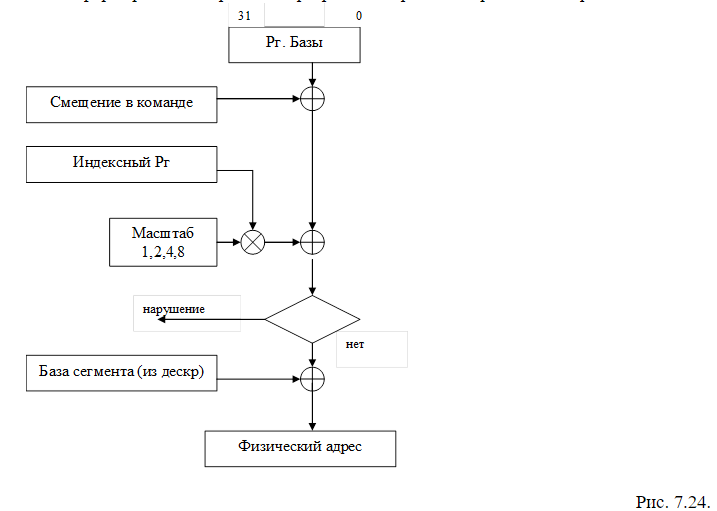 31 0
Рг. Базы
Смещение в команде
Индексный Рг
Масштаб
1,2,4,8
нарушение
нет
База сегмента (из дескр)
Физический адрес
Рис. 7.24.